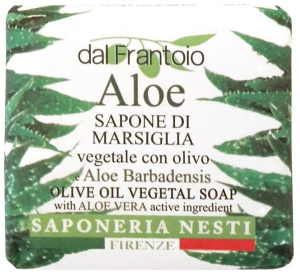 dal Frantoio
Aloe
SAPONE DI
MARSIGLIA
vegetale con olivo
e Aloe Barbadensis
OLIVE OIL VEGETAL SOAP
with ALOE VERA active ingredient
SAPONERIA NESTI
FIRENZE